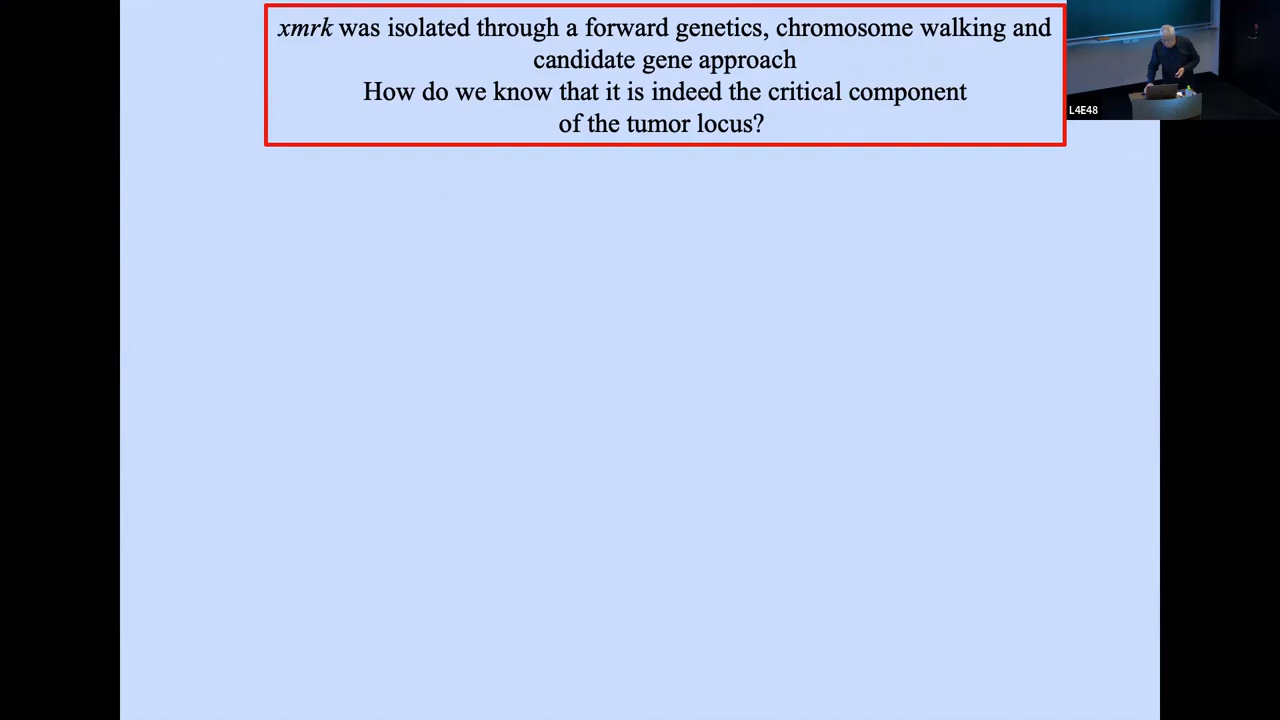 xmrk was isolated through a forward genetics, chromosome walking and
candidate gene approach
How do we know that it is indeed the critical component
of the tumor locus?
L4E48